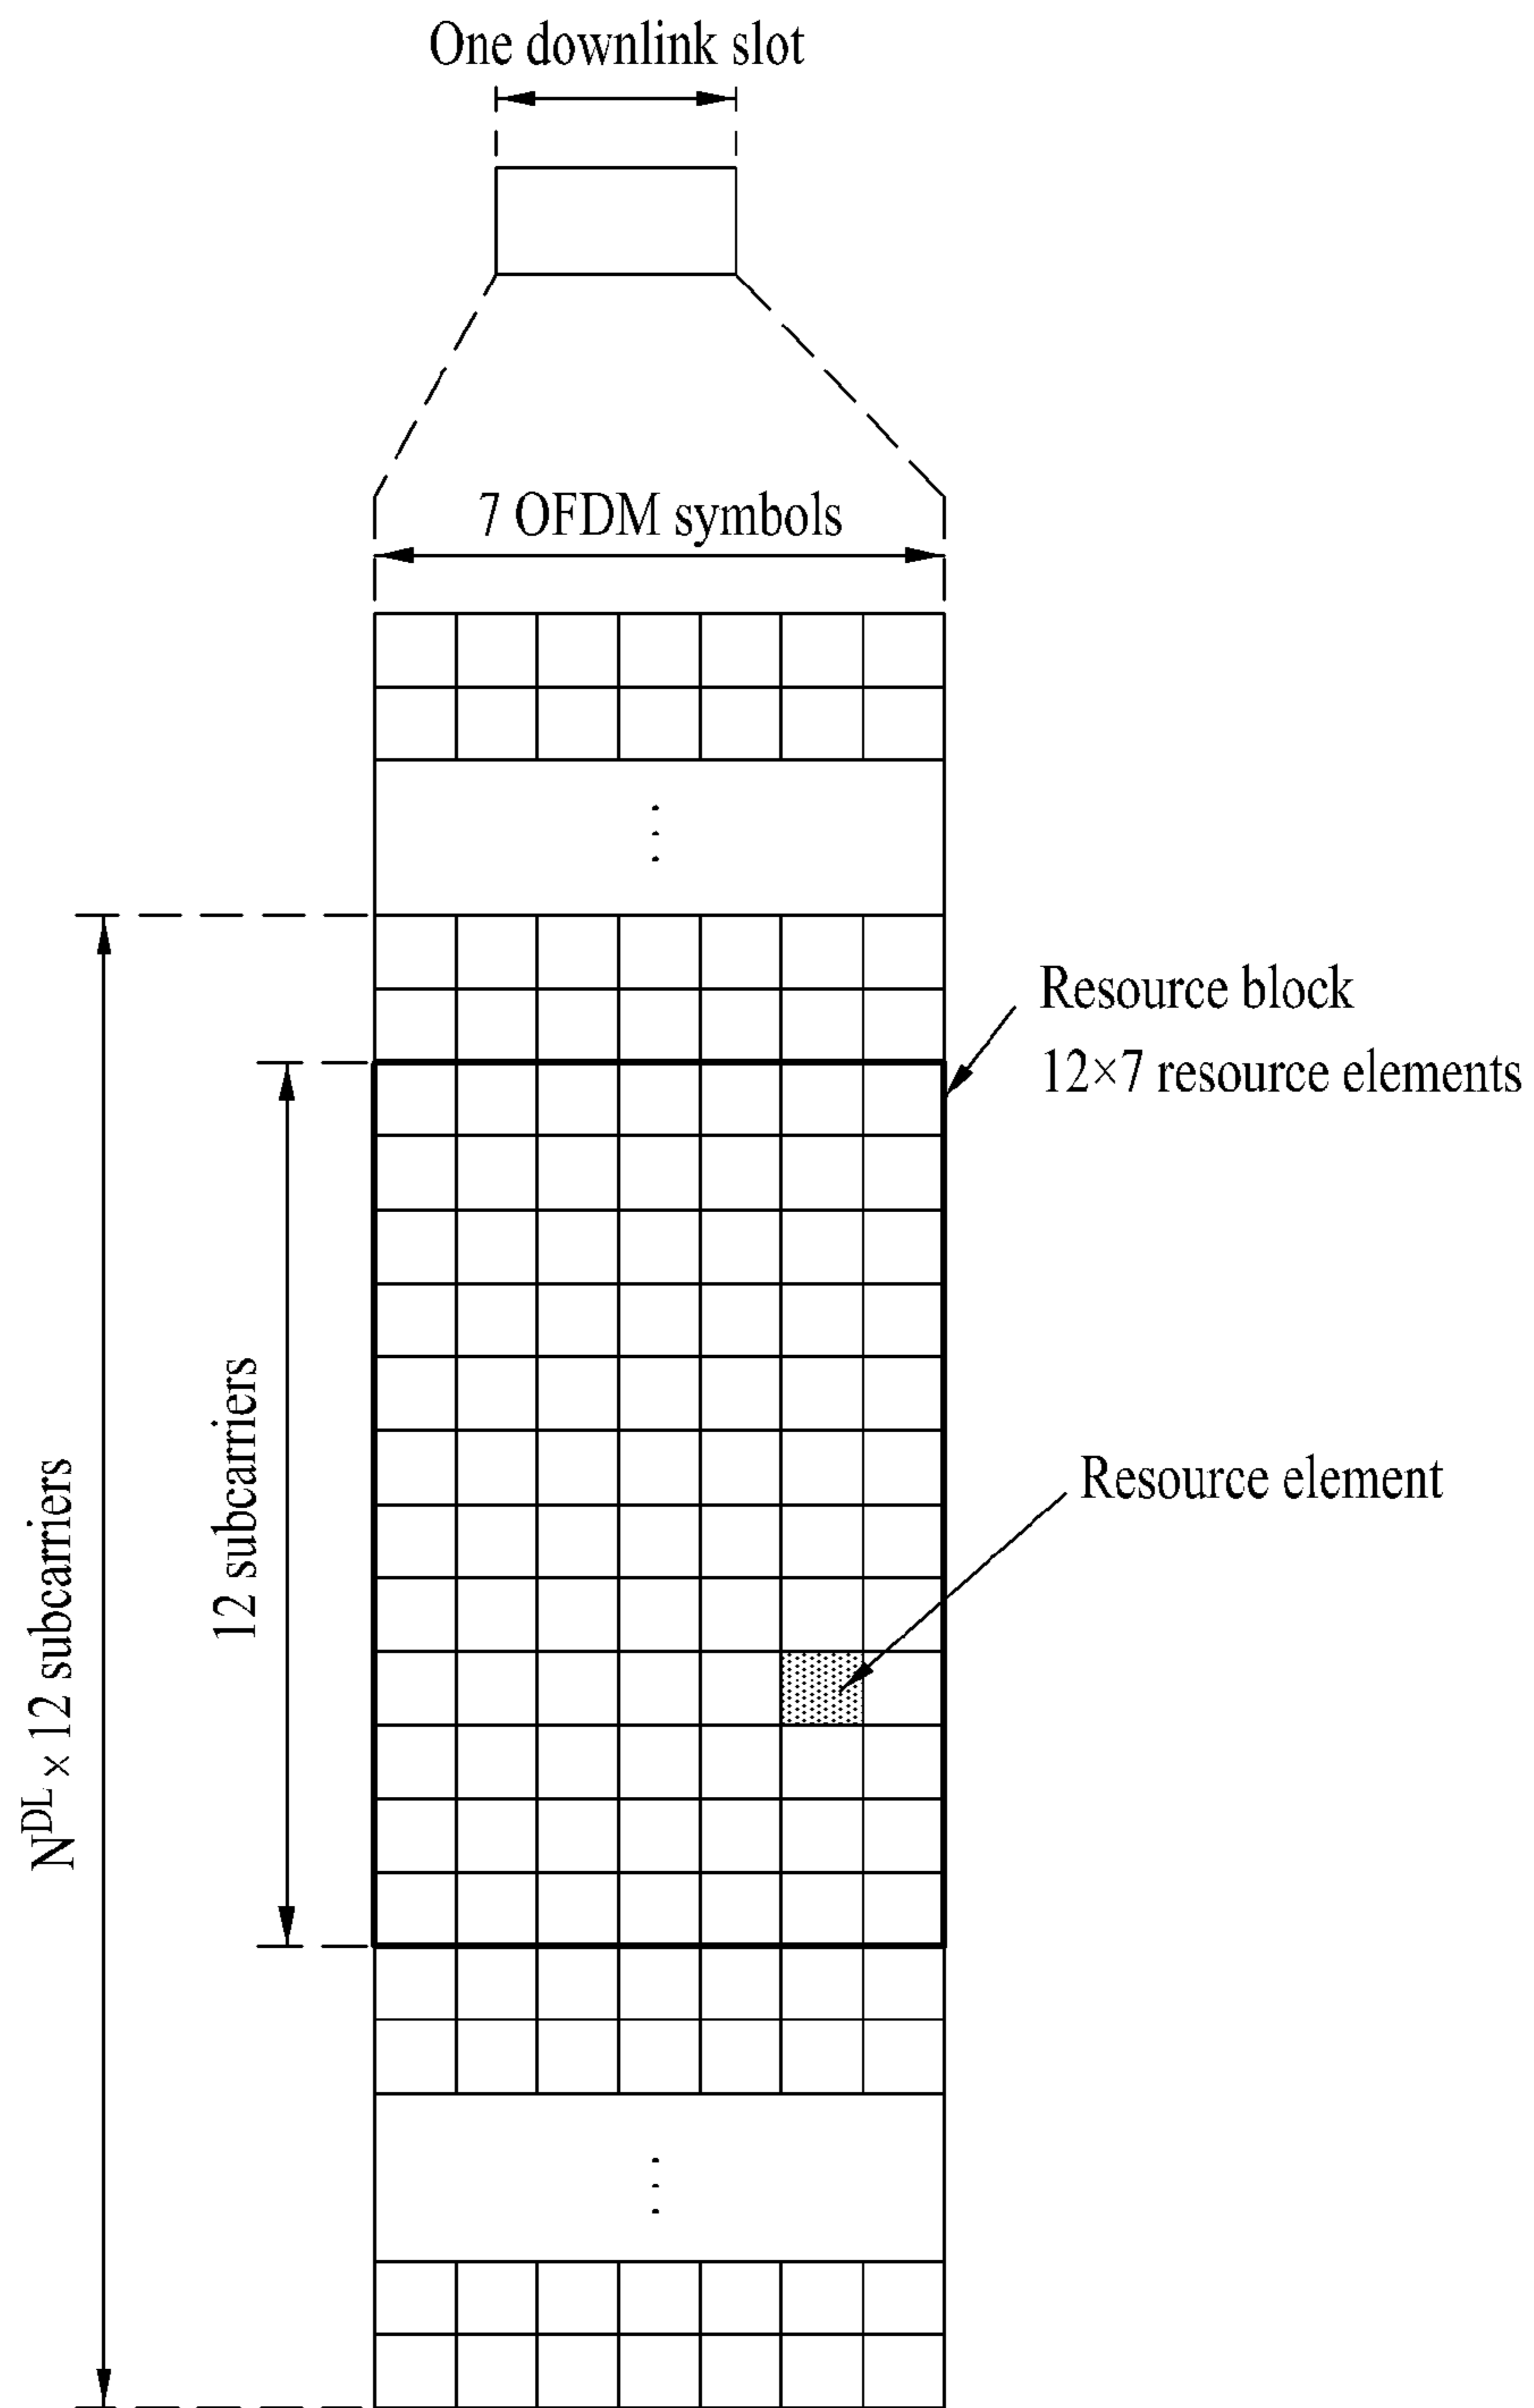 One downlink slot
7 OFDM symbols
Resource block
12×7 resource elements
Resource element
12 subcarriers
N^DL × 12 subcarriers